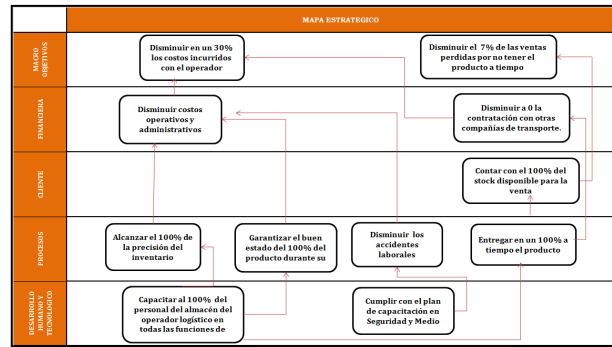 MAPA ESTRATEGICO
MACRO
OBJETIVOS
Disminuir en un 30%
los costos incurridos
con el operador
Disminuir el 7% de las ventas
perdidas por no tener el
producto a tiempo
FINANCIERA
Disminuir costos
operativos y
administrativos
Disminuir a 0 la
contratación con otras
compañías de transporte.
CLIENTE
Contar con el 100% del
stock disponible para la
venta
PROCESOS
Alcanzar el 100% de
la precisión del
inventario
Garantizar el buen
estado del 100% del
producto durante su
Disminuir los
accidentes
laborales
Entregar en un 100% a
tiempo el producto
DESARROLLO
HUMANO Y
TECNOLÓGICO
Capacitar al 100% del
personal del almacén del
operador logístico en
todas las funciones de
Cumplir con el plan
de capacitación en
Seguridad y Medio